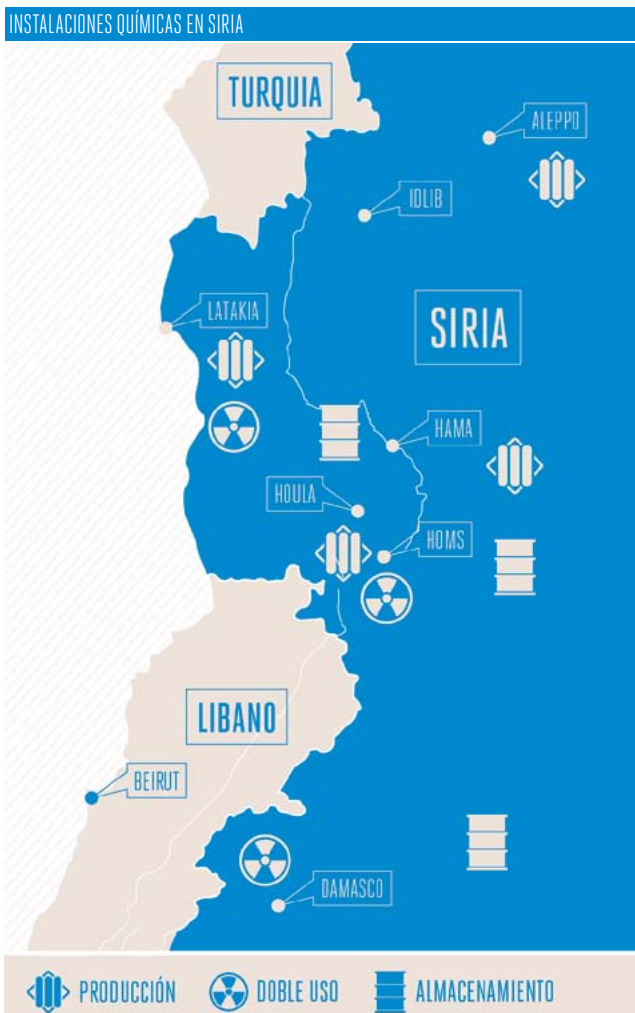 INSTALACIONES QUÍMICAS EN SIRIA
TURQUIA
ALEPPO
IDLIB
LATAKIA
SIRIA
HAMA
HOULA
HOMS
LIBANO
BEIRUT
DAMASCO
PRODUCCIÓN
DOBLE USO
ALMACENAMIENTO